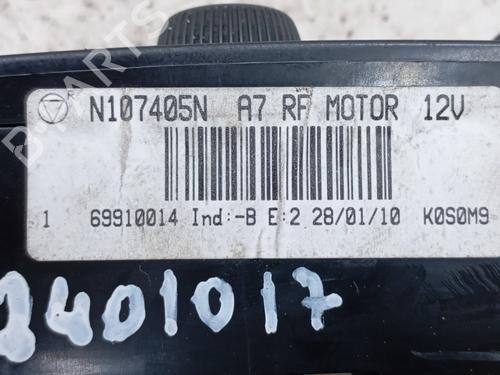 N107405N A7 RF MOTOR 12V
1 69910014 Ind:-B E:2 28/01/10 K0S0M9
2401017